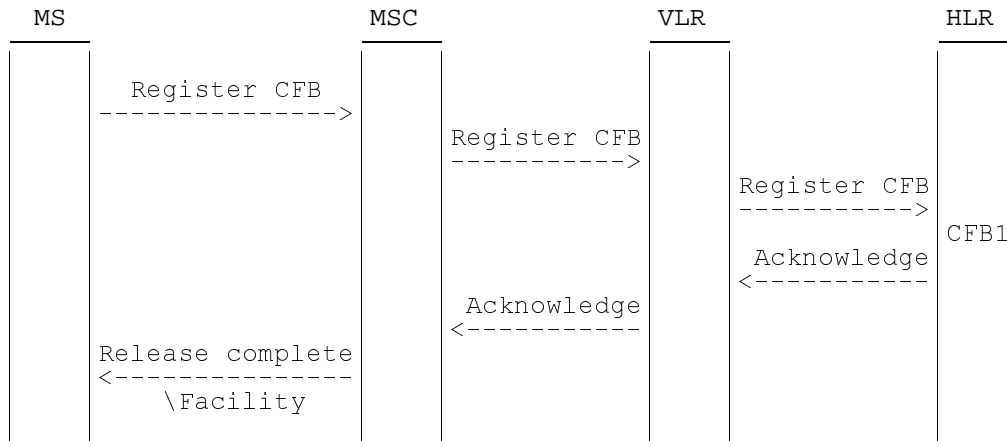 MS MSC VLR HLR
Register CFB
--------------->
Register CFB
----------->
Register CFB
----------->
CFB1
Acknowledge
<-----------
Acknowledge
<-----------
Release complete
<---------------
\Facility